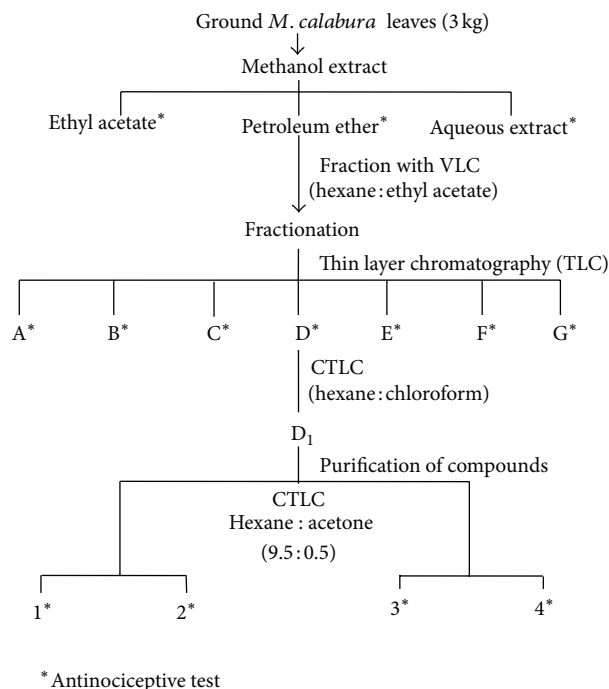 Ground M. calabura leaves (3 kg)
Methanol extract
Ethyl acetate*
Petroleum ether*
Aqueous extract*
Fraction with VLC
(hexane : ethyl acetate)
Fractionation
Thin layer chromatography (TLC)
A* B* C* D* E* F* G*
CTLC
(hexane : chloroform)
D₁
Purification of compounds
CTLC
Hexane : acetone
(9.5 : 0.5)
1* 2* 3* 4*
*Antinociceptive test